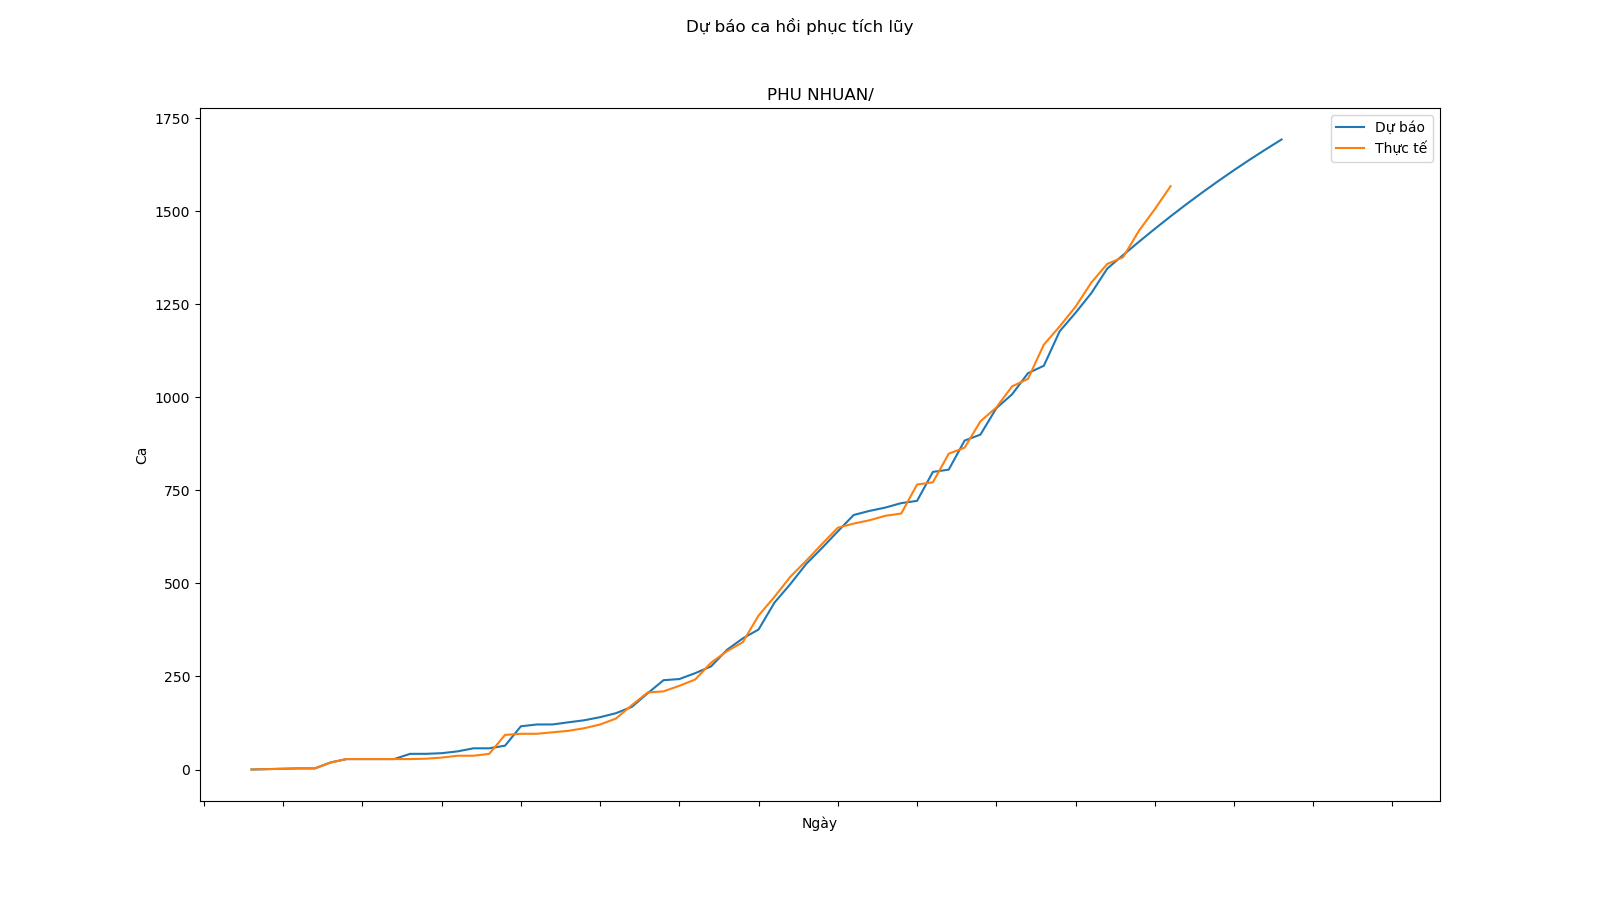 Dự báo ca hồi phục tích lũy
PHU NHUAN/
Dự báo
Thực tế
1750
1500
1250
1000
750
500
250
0
Ca
Ngày